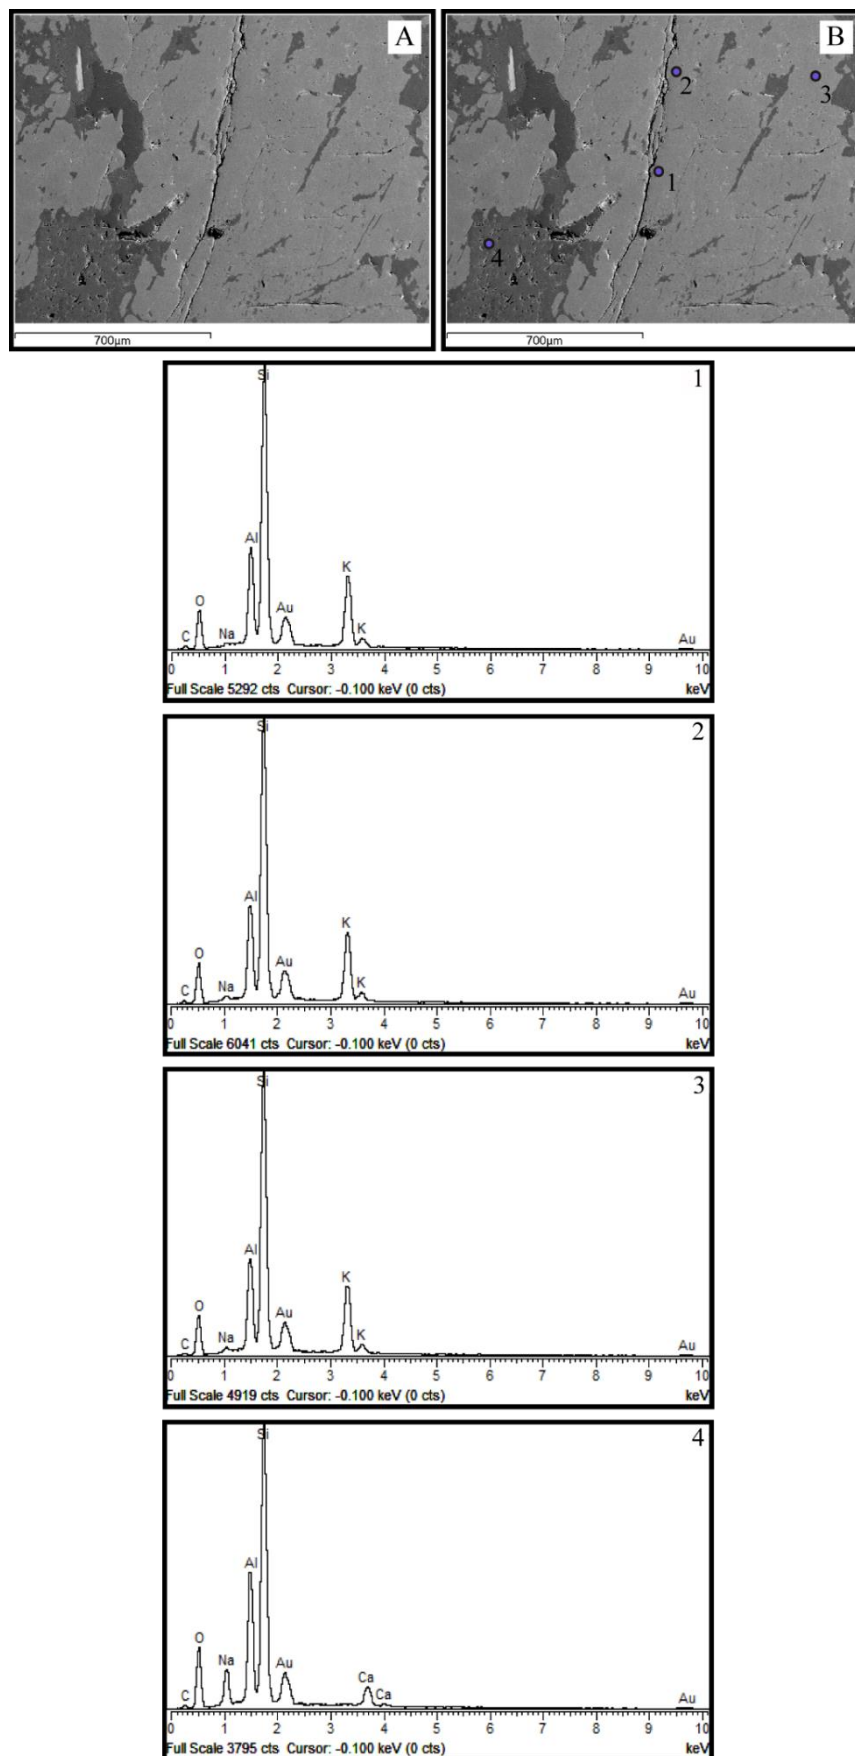 A
B
2
3
1
4
700µm
700µm
1
Si
Al
K
O
Au
K
C
Na
Au
0 1 2 3 4 5 6 7 8 9 10
Full Scale 5292 cts Cursor: -0.100 keV (0 cts) keV
2
Si
Al
K
O
Au
K
C
Na
Au
0 1 2 3 4 5 6 7 8 9 10
Full Scale 6041 cts Cursor: -0.100 keV (0 cts) keV
3
Si
Al
K
O
Au
K
C
Na
Au
0 1 2 3 4 5 6 7 8 9 10
Full Scale 4919 cts Cursor: -0.100 keV (0 cts) keV
4
Si
Al
O
Na
Au
Ca
Ca
C
Au
0 1 2 3 4 5 6 7 8 9 10
Full Scale 3795 cts Cursor: -0.100 keV (0 cts) keV